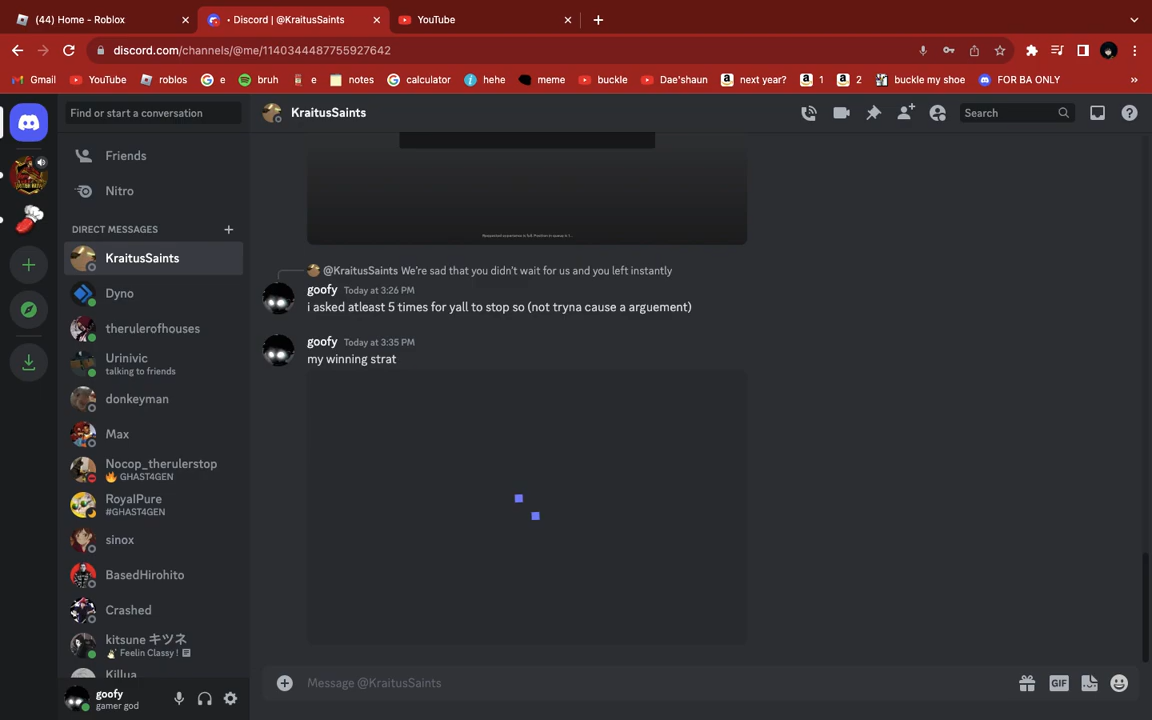 (44) Home - Roblox
• Discord | @KraitusSaints
YouTube
discord.com/channels/@me/1140344487755927642
Gmail
YouTube
roblos
e
bruh
e
notes
calculator
hehe
meme
buckle
Dae'shaun
next year?
1
2
buckle my shoe
FOR BA ONLY
Find or start a conversation
KraitusSaints
Search
Friends
Nitro
DIRECT MESSAGES
KraitusSaints
Dyno
therulerofhouses
Urinivic
talking to friends
donkeyman
Max
Nocop_therulerstop
🔥 GHAST4GEN
RoyalPure
#GHAST4GEN
sinox
BasedHirohito
Crashed
kitsune キツネ
Feelin Classy !
Killua
goofy
gamer god
@KraitusSaints We're sad that you didn't wait for us and you left instantly
goofy Today at 3:26 PM
i asked atleast 5 times for yall to stop so (not tryna cause a arguement)
goofy Today at 3:35 PM
my winning strat
Message @KraitusSaints
GIF